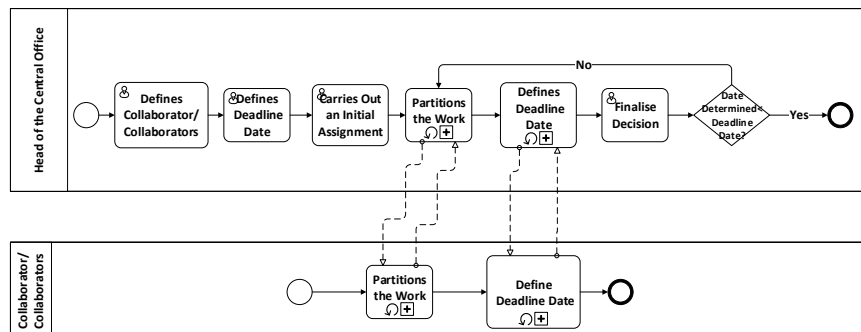 Head of the Central Office
Defines
Collaborator/
Collaborators
Defines
Deadline
Date
Carries Out
an Initial
Assignment
Partitions
the Work
Defines
Deadline
Date
Finalise
Decision
Date
Determined<
Deadline
Date?
No
Yes
Collaborator/
Collaborators
Partitions
the Work
Define
Deadline Date